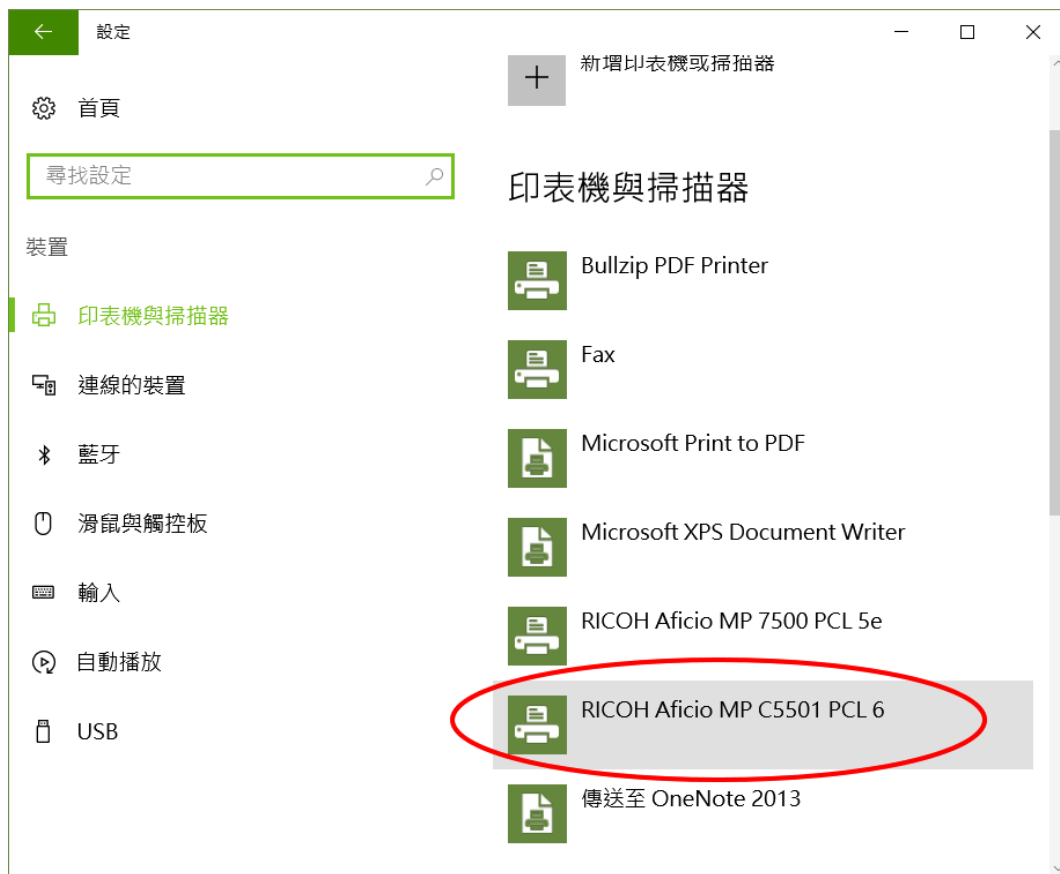 設定
首頁
尋找設定
裝置
印表機與掃描器
連線的裝置
藍牙
滑鼠與觸控板
輸入
自動播放
USB
新增印表機或掃描器
印表機與掃描器
Bullzip PDF Printer
Fax
Microsoft Print to PDF
Microsoft XPS Document Writer
RICOH Aficio MP 7500 PCL 5e
RICOH Aficio MP C5501 PCL 6
傳送至 OneNote 2013